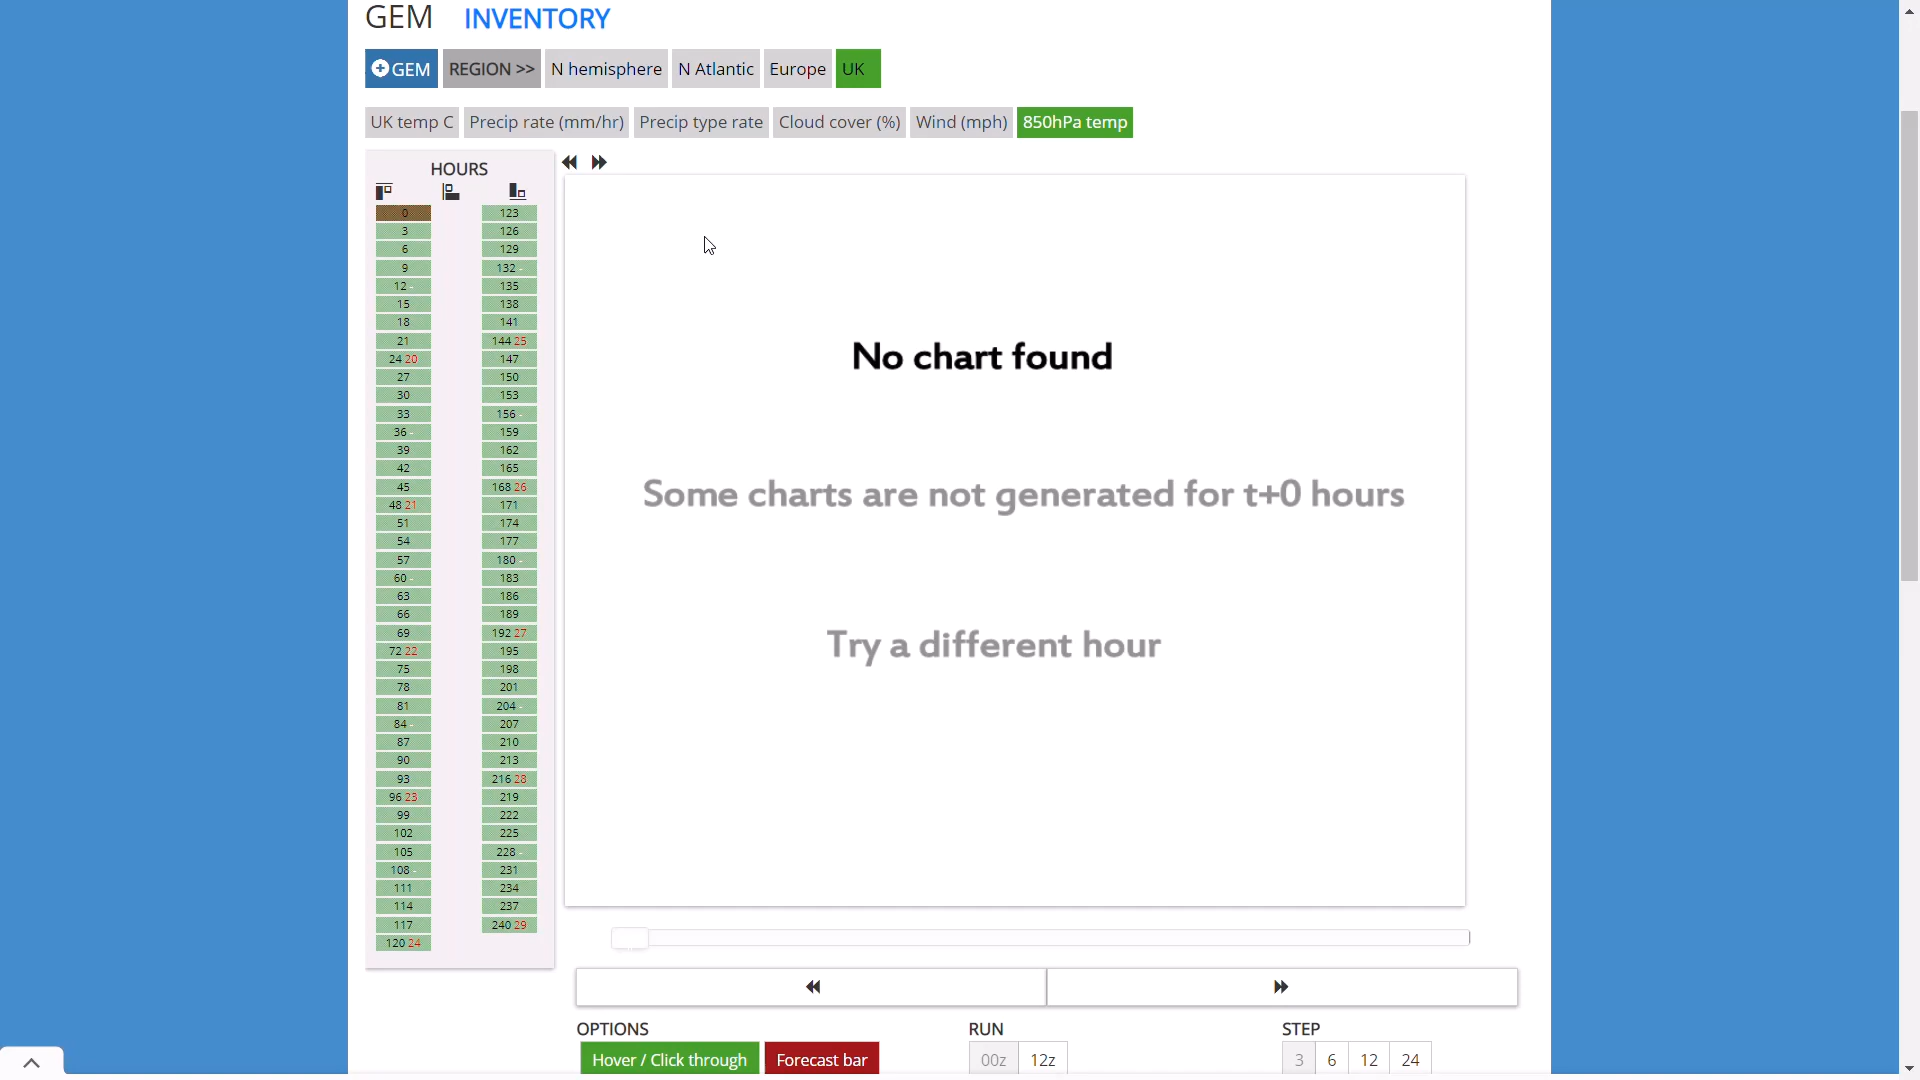 GEM INVENTORY
GEM REGION >> N hemisphere N Atlantic Europe UK
UK temp C Precip rate (mm/hr) Precip type rate Cloud cover (%) Wind (mph) 850hPa temp
HOURS
0 123
3 126
6 129
9 132 -
12 - 135
15 138
18 141
21 144 25
24 20 147
27 150
30 153
33 156 -
36 - 159
39 162
42 165
45 168 26
48 21 171
51 174
54 177
57 180 -
60 - 183
63 186
66 189
69 192 27
72 22 195
75 198
78 201
81 204 -
84 - 207
87 210
90 213
93 216 28
96 23 219
99 222
102 225
105 228 -
108 - 231
111 234
114 237
117 240 29
120 24
No chart found
Some charts are not generated for t+0 hours
Try a different hour
OPTIONS RUN STEP
Hover / Click through Forecast bar 00z 12z 3 6 12 24